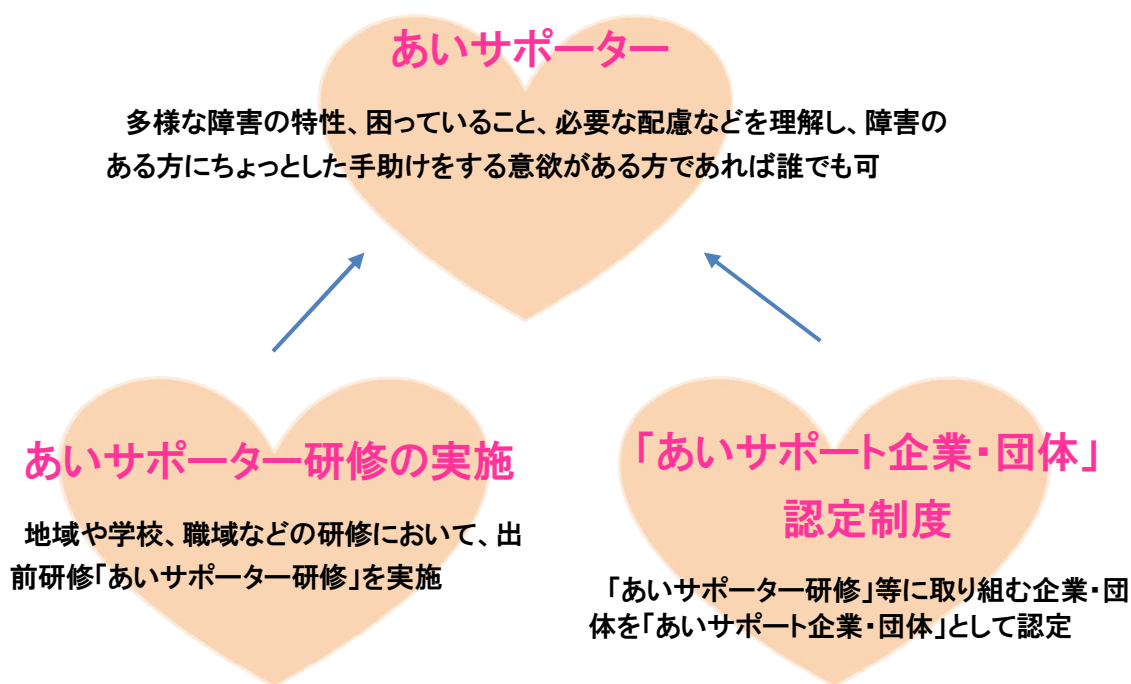 あいサポーター
多様な障害の特性、困っていること、必要な配慮などを理解し、障害の
ある方にちょっとした手助けをする意欲がある方であれば誰でも可
あいサポーター研修の実施
地域や学校、職域などの研修において、出
前研修「あいサポーター研修」を実施
「あいサポート企業・団体」
認定制度
「あいサポーター研修」等に取り組む企業・団
体を「あいサポート企業・団体」として認定